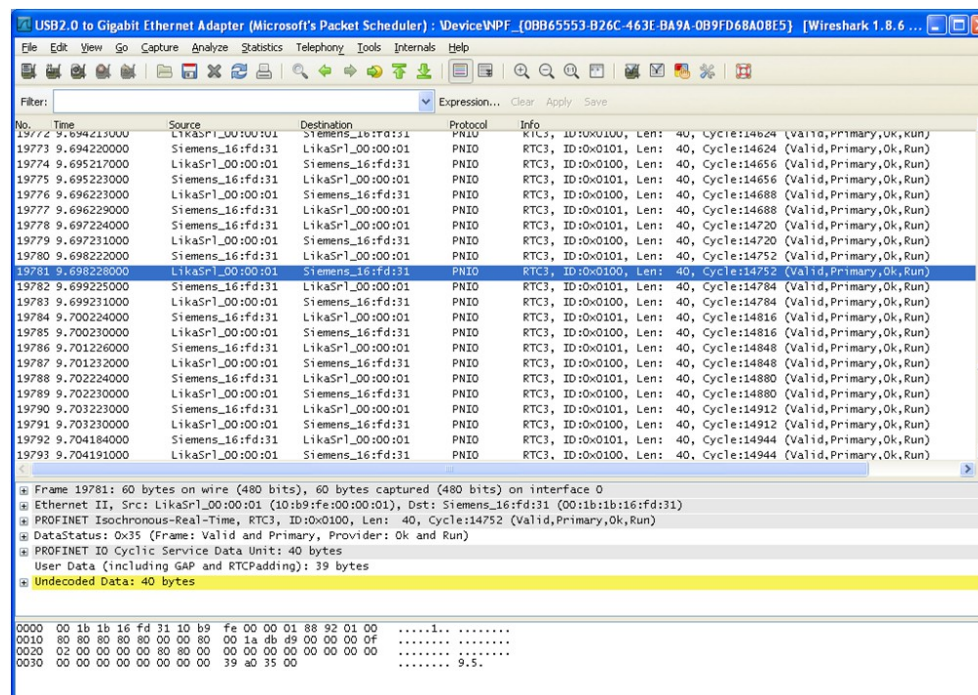 USB2.0 to Gigabit Ethernet Adapter (Microsoft's Packet Scheduler) : \Device\NPF_{0BB65553-B26C-463E-BA9A-0B9FD68A08E5} [Wireshark 1.8.6 ...
File Edit View Go Capture Analyze Statistics Telephony Tools Internals Help
Filter: Expression... Clear Apply Save
No. Time Source Destination Protocol Info
19772 9.694213000 LikaSrl_00:00:01 Siemens_16:fd:31 PNIO RTC3, ID:0x0100, Len: 40, Cycle:14624 (Valid,Primary,Ok,Run)
19773 9.694220000 Siemens_16:fd:31 LikaSrl_00:00:01 PNIO RTC3, ID:0x0101, Len: 40, Cycle:14624 (Valid,Primary,Ok,Run)
19774 9.695217000 LikaSrl_00:00:01 Siemens_16:fd:31 PNIO RTC3, ID:0x0100, Len: 40, Cycle:14656 (Valid,Primary,Ok,Run)
19775 9.695223000 Siemens_16:fd:31 LikaSrl_00:00:01 PNIO RTC3, ID:0x0101, Len: 40, Cycle:14656 (Valid,Primary,Ok,Run)
19776 9.696223000 LikaSrl_00:00:01 Siemens_16:fd:31 PNIO RTC3, ID:0x0100, Len: 40, Cycle:14688 (Valid,Primary,Ok,Run)
19777 9.696229000 Siemens_16:fd:31 LikaSrl_00:00:01 PNIO RTC3, ID:0x0101, Len: 40, Cycle:14688 (Valid,Primary,Ok,Run)
19778 9.697224000 Siemens_16:fd:31 LikaSrl_00:00:01 PNIO RTC3, ID:0x0101, Len: 40, Cycle:14720 (Valid,Primary,Ok,Run)
19779 9.697231000 LikaSrl_00:00:01 Siemens_16:fd:31 PNIO RTC3, ID:0x0100, Len: 40, Cycle:14720 (Valid,Primary,Ok,Run)
19780 9.698222000 Siemens_16:fd:31 LikaSrl_00:00:01 PNIO RTC3, ID:0x0101, Len: 40, Cycle:14752 (Valid,Primary,Ok,Run)
19781 9.698228000 LikaSrl_00:00:01 Siemens_16:fd:31 PNIO RTC3, ID:0x0100, Len: 40, Cycle:14752 (Valid,Primary,Ok,Run)
19782 9.699225000 Siemens_16:fd:31 LikaSrl_00:00:01 PNIO RTC3, ID:0x0101, Len: 40, Cycle:14784 (Valid,Primary,Ok,Run)
19783 9.699231000 LikaSrl_00:00:01 Siemens_16:fd:31 PNIO RTC3, ID:0x0100, Len: 40, Cycle:14784 (Valid,Primary,Ok,Run)
19784 9.700224000 Siemens_16:fd:31 LikaSrl_00:00:01 PNIO RTC3, ID:0x0101, Len: 40, Cycle:14816 (Valid,Primary,Ok,Run)
19785 9.700230000 LikaSrl_00:00:01 Siemens_16:fd:31 PNIO RTC3, ID:0x0100, Len: 40, Cycle:14816 (Valid,Primary,Ok,Run)
19786 9.701226000 Siemens_16:fd:31 LikaSrl_00:00:01 PNIO RTC3, ID:0x0101, Len: 40, Cycle:14848 (Valid,Primary,Ok,Run)
19787 9.701232000 LikaSrl_00:00:01 Siemens_16:fd:31 PNIO RTC3, ID:0x0100, Len: 40, Cycle:14848 (Valid,Primary,Ok,Run)
19788 9.702224000 Siemens_16:fd:31 LikaSrl_00:00:01 PNIO RTC3, ID:0x0101, Len: 40, Cycle:14880 (Valid,Primary,Ok,Run)
19789 9.702230000 LikaSrl_00:00:01 Siemens_16:fd:31 PNIO RTC3, ID:0x0100, Len: 40, Cycle:14880 (Valid,Primary,Ok,Run)
19790 9.703223000 Siemens_16:fd:31 LikaSrl_00:00:01 PNIO RTC3, ID:0x0101, Len: 40, Cycle:14912 (Valid,Primary,Ok,Run)
19791 9.703230000 LikaSrl_00:00:01 Siemens_16:fd:31 PNIO RTC3, ID:0x0100, Len: 40, Cycle:14912 (Valid,Primary,Ok,Run)
19792 9.704184000 Siemens_16:fd:31 LikaSrl_00:00:01 PNIO RTC3, ID:0x0101, Len: 40, Cycle:14944 (Valid,Primary,Ok,Run)
19793 9.704191000 LikaSrl_00:00:01 Siemens_16:fd:31 PNIO RTC3, ID:0x0100, Len: 40, Cycle:14944 (Valid,Primary,Ok,Run)
Frame 19781: 60 bytes on wire (480 bits), 60 bytes captured (480 bits) on interface 0
Ethernet II, Src: LikaSrl_00:00:01 (10:b9:fe:00:00:01), Dst: Siemens_16:fd:31 (00:1b:1b:16:fd:31)
PROFINET Isochronous-Real-Time, RTC3, ID:0x0100, Len: 40, Cycle:14752 (Valid,Primary,Ok,Run)
DataStatus: 0x35 (Frame: Valid and Primary, Provider: Ok and Run)
PROFINET IO Cyclic Service Data Unit: 40 bytes
User Data (including GAP and RTCPadding): 39 bytes
Undecoded Data: 40 bytes
0000 00 1b 1b 16 fd 31 10 b9 fe 00 00 01 88 92 01 00 .....1.. ........
0010 80 80 80 80 80 00 00 80 00 1a db d9 00 00 00 0f ........ ........
0020 02 00 00 00 00 80 80 00 00 00 00 00 00 00 00 00 ........ ........
0030 00 00 00 00 00 00 00 00 39 a0 35 00 ........ 9.5.